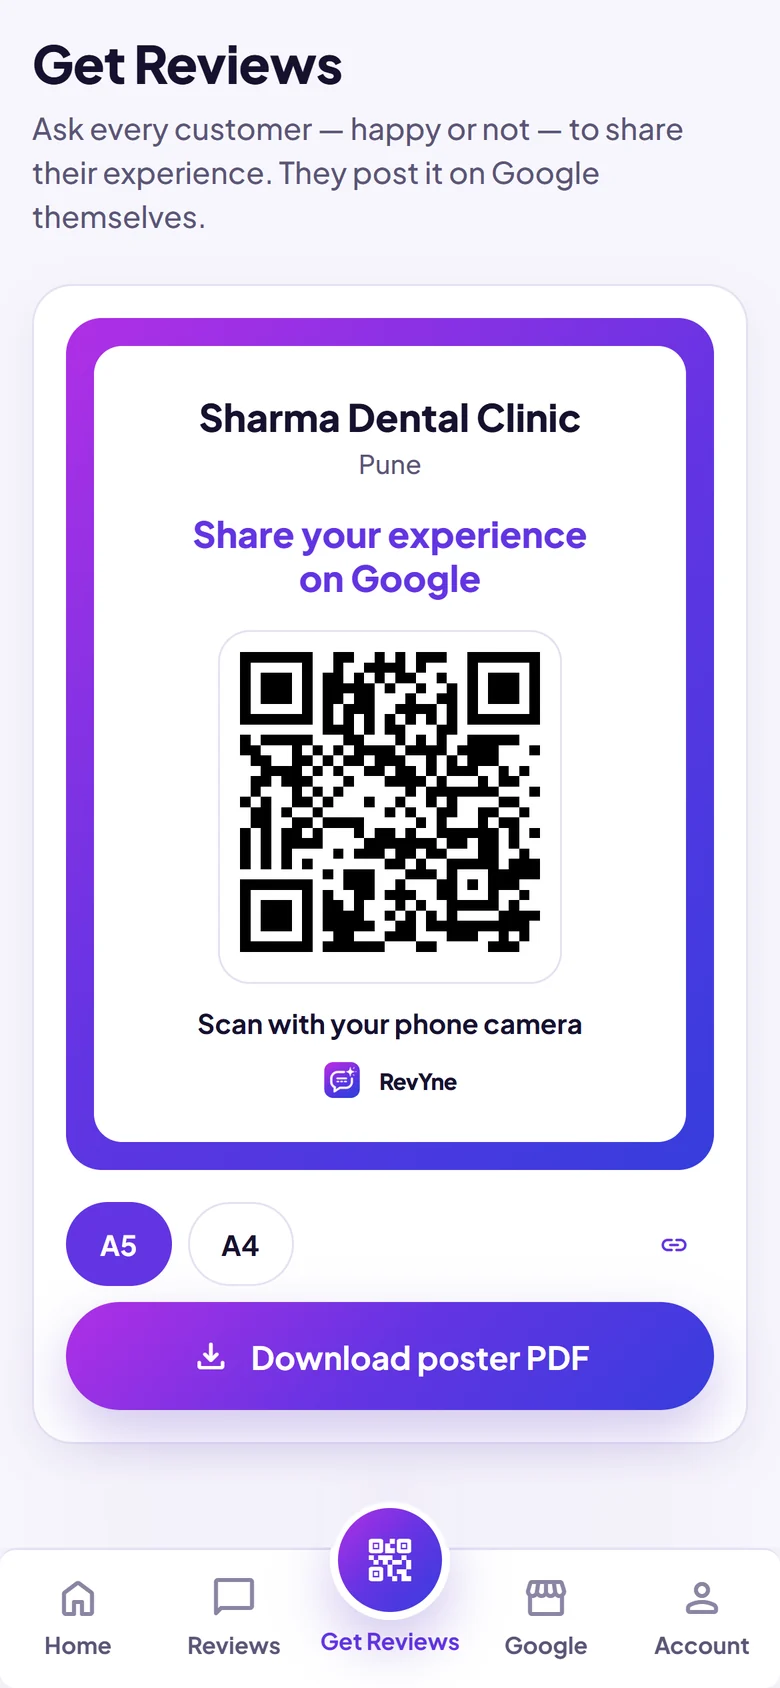 Get Reviews
Ask every customer — happy or not — to share
their experience. They post it on Google
themselves.
Sharma Dental Clinic
Pune
Share your experience
on Google
Scan with your phone camera
RevYne
A5
A4
Download poster PDF
Home
Reviews
Get Reviews
Google
Account